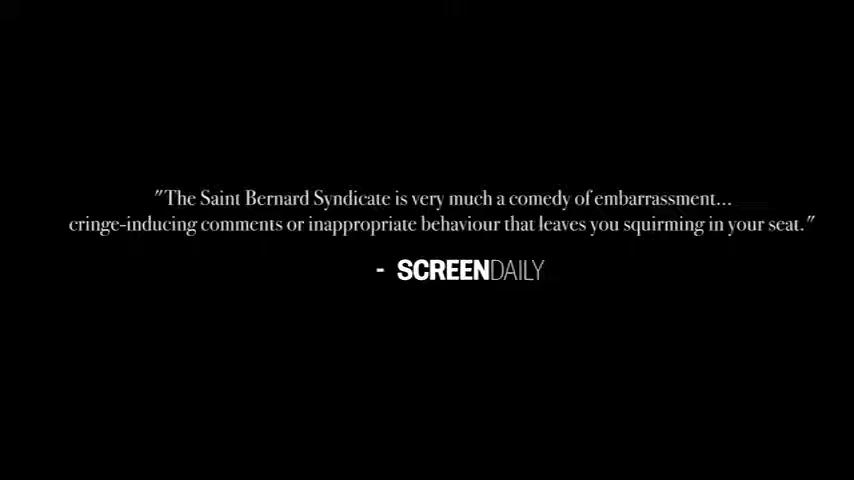 "The Saint Bernard Syndicate is very much a comedy of embarrassment...
cringe-inducing comments or inappropriate behaviour that leaves you squirming in your seat."
- SCREENDAILY